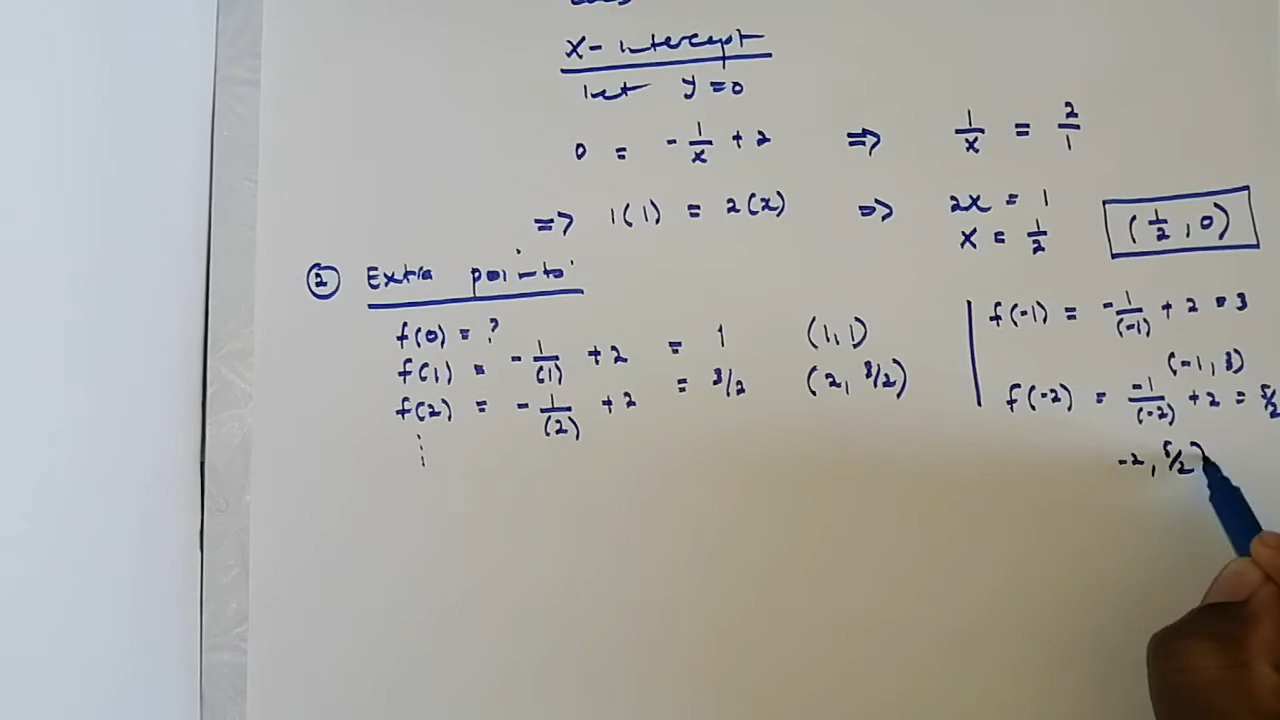 x-intercept
let y=0
0 = -1/x + 2 ⇒ 1/x = 2/1
⇒ 1(1) = 2(x) ⇒ 2x = 1
x = 1/2
(1/2, 0)
② Extra points
f(0) = ?
f(1) = -1/(1) + 2 = 1 (1,1)
f(2) = -1/(2) + 2 = 3/2 (2, 3/2)
⋮
f(-1) = -1/(-1) + 2 = 3
(-1, 3)
f(-2) = -1/(-2) + 2 = 5/2
-2, 5/2)